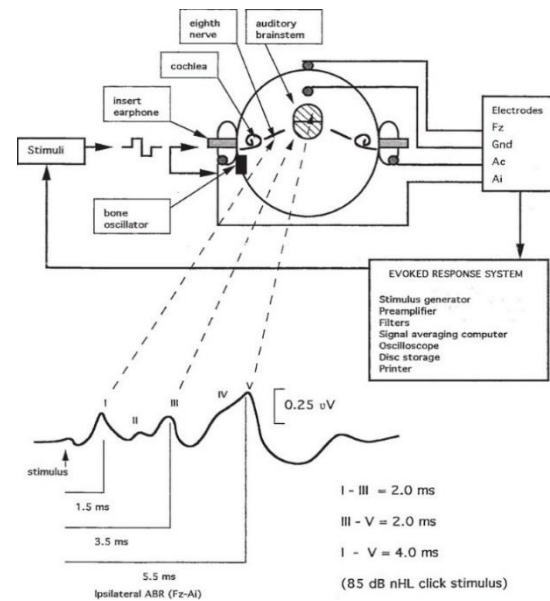 eighth
nerve
auditory
brainstem
cochlea
insert
earphone
Stimuli
bone
oscillator
Electrodes
Fz
Gnd
Ac
Ai
EVOKED RESPONSE SYSTEM
Stimulus generator
Preamplifier
Filters
Signal averaging computer
Oscilloscope
Disc storage
Printer
I
II
III
IV
V
0.25 υV
stimulus
1.5 ms
3.5 ms
5.5 ms
Ipsilateral ABR (Fz-Ai)
I - III = 2.0 ms
III - V = 2.0 ms
I - V = 4.0 ms
(85 dB nHL click stimulus)